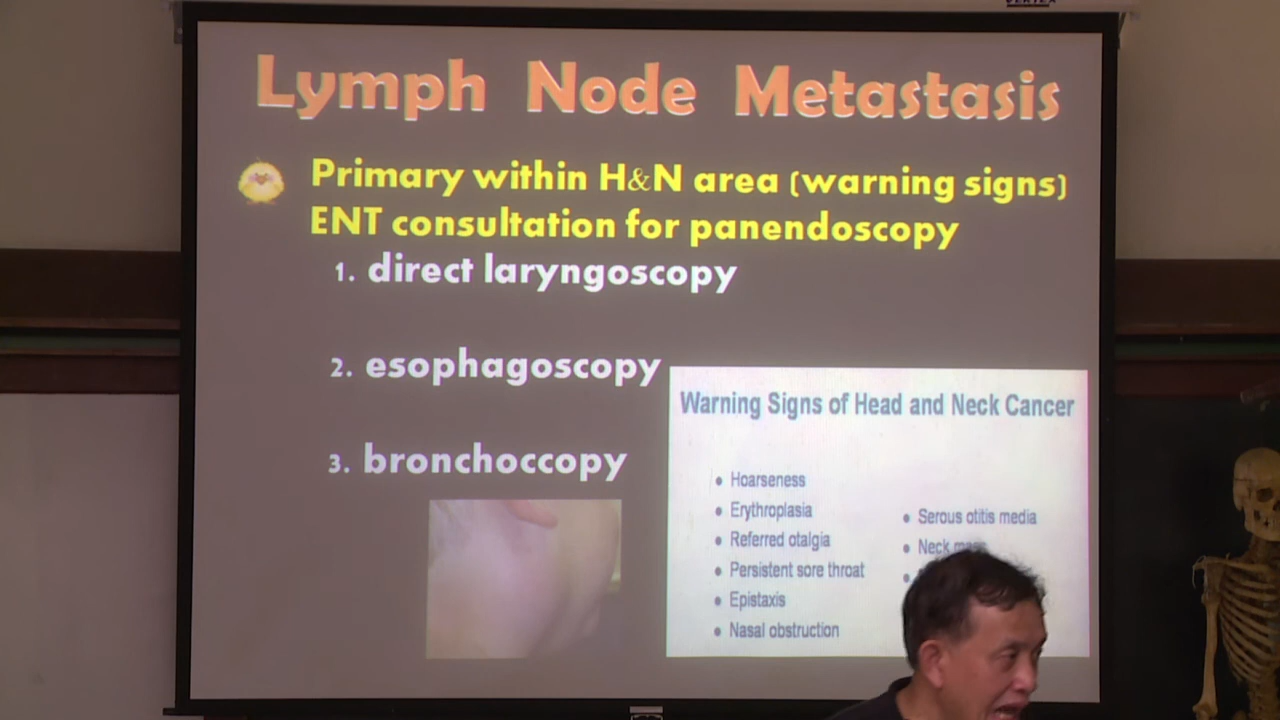 Lymph Node Metastasis
Primary within H&N area (warning signs)
ENT consultation for panendoscopy
1. direct laryngoscopy
2. esophagoscopy
3. bronchoccopy
Warning Signs of Head and Neck Cancer
• Hoarseness
• Erythroplasia
• Referred otalgia
• Persistent sore throat
• Epistaxis
• Nasal obstruction
• Serous otitis media
• Neck